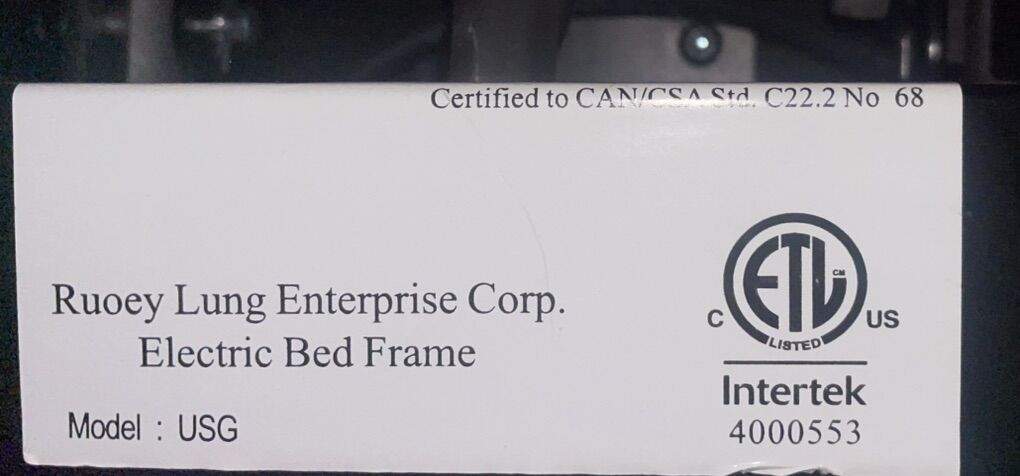 Certified to CAN/CSA Std. C22.2 No 68
Ruoey Lung Enterprise Corp.
Electric Bed Frame
Model : USG
ETL CM
C US
LISTED
Intertek
4000553